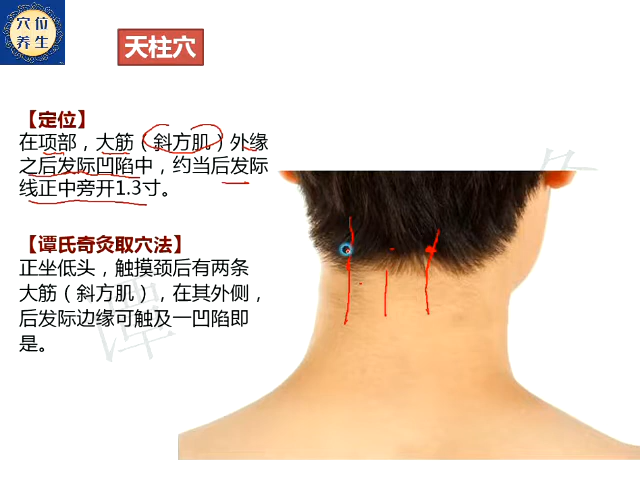 穴位
养生
天柱穴
【定位】
在项部，大筋（斜方肌）外缘
之后发际凹陷中，约当后发际
线正中旁开1.3寸。
【谭氏奇灸取穴法】
正坐低头，触摸颈后有两条
大筋（斜方肌），在其外侧，
后发际边缘可触及一凹陷即
是。
谭